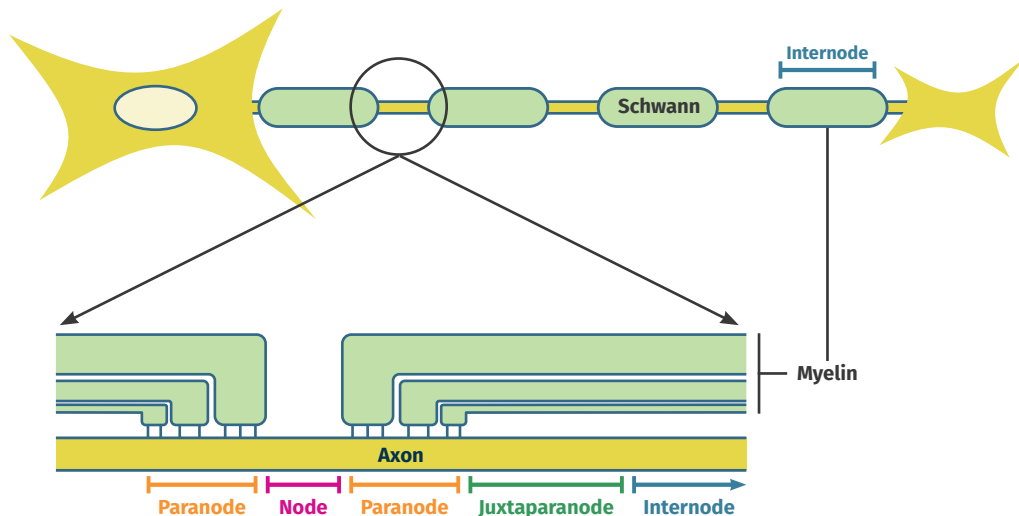 Internode
Schwann
Myelin
Axon
Paranode
Node
Paranode
Juxtaparanode
Internode